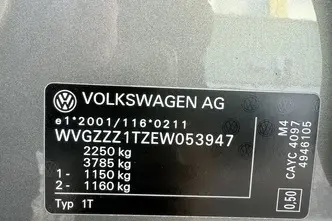 VOLKSWAGEN AG
e1*2001/116*0211
WVGZZZ1TZEW053947
2250 kg
3785 kg
1- 1150 kg
2- 1160 kg
Typ 1T
M4
CAYC 4097
4946105
0.50